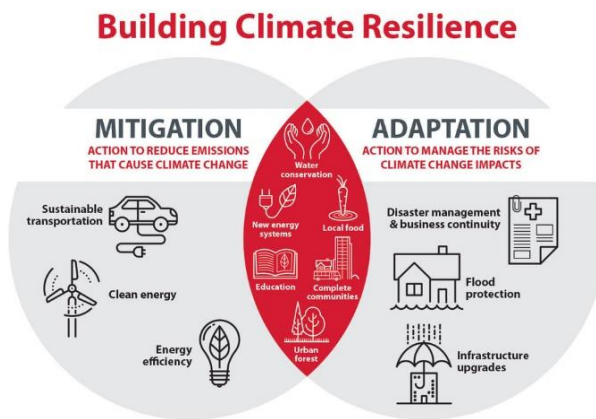 Building Climate Resilience
MITIGATION
ACTION TO REDUCE EMISSIONS
THAT CAUSE CLIMATE CHANGE
Sustainable
transportation
Clean energy
Energy
efficiency
Water
conservation
New energy
systems
Local food
Education
Complete
communities
Urban
forest
ADAPTATION
ACTION TO MANAGE THE RISKS OF
CLIMATE CHANGE IMPACTS
Disaster management
& business continuity
Flood
protection
Infrastructure
upgrades